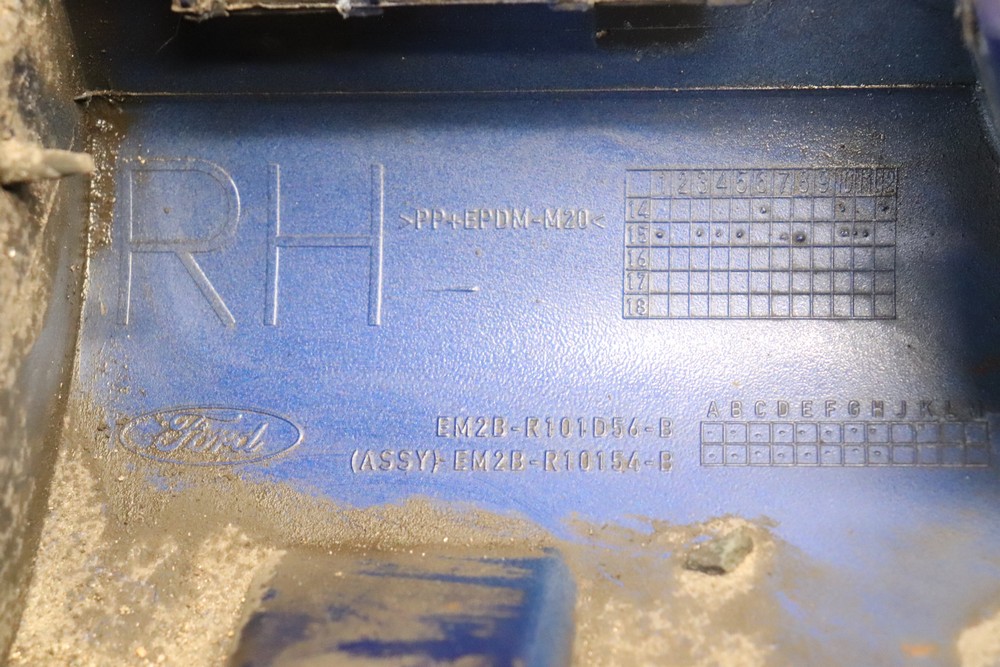 RH
>PP+EPDM-M20<
1 2 3 4 5 6 7 8 9 10 11 12
14
15
16
17
18
Ford
A B C D E F G H J K L M
EM2B-R101D56-B
(ASSY) EM2B-R10154-B